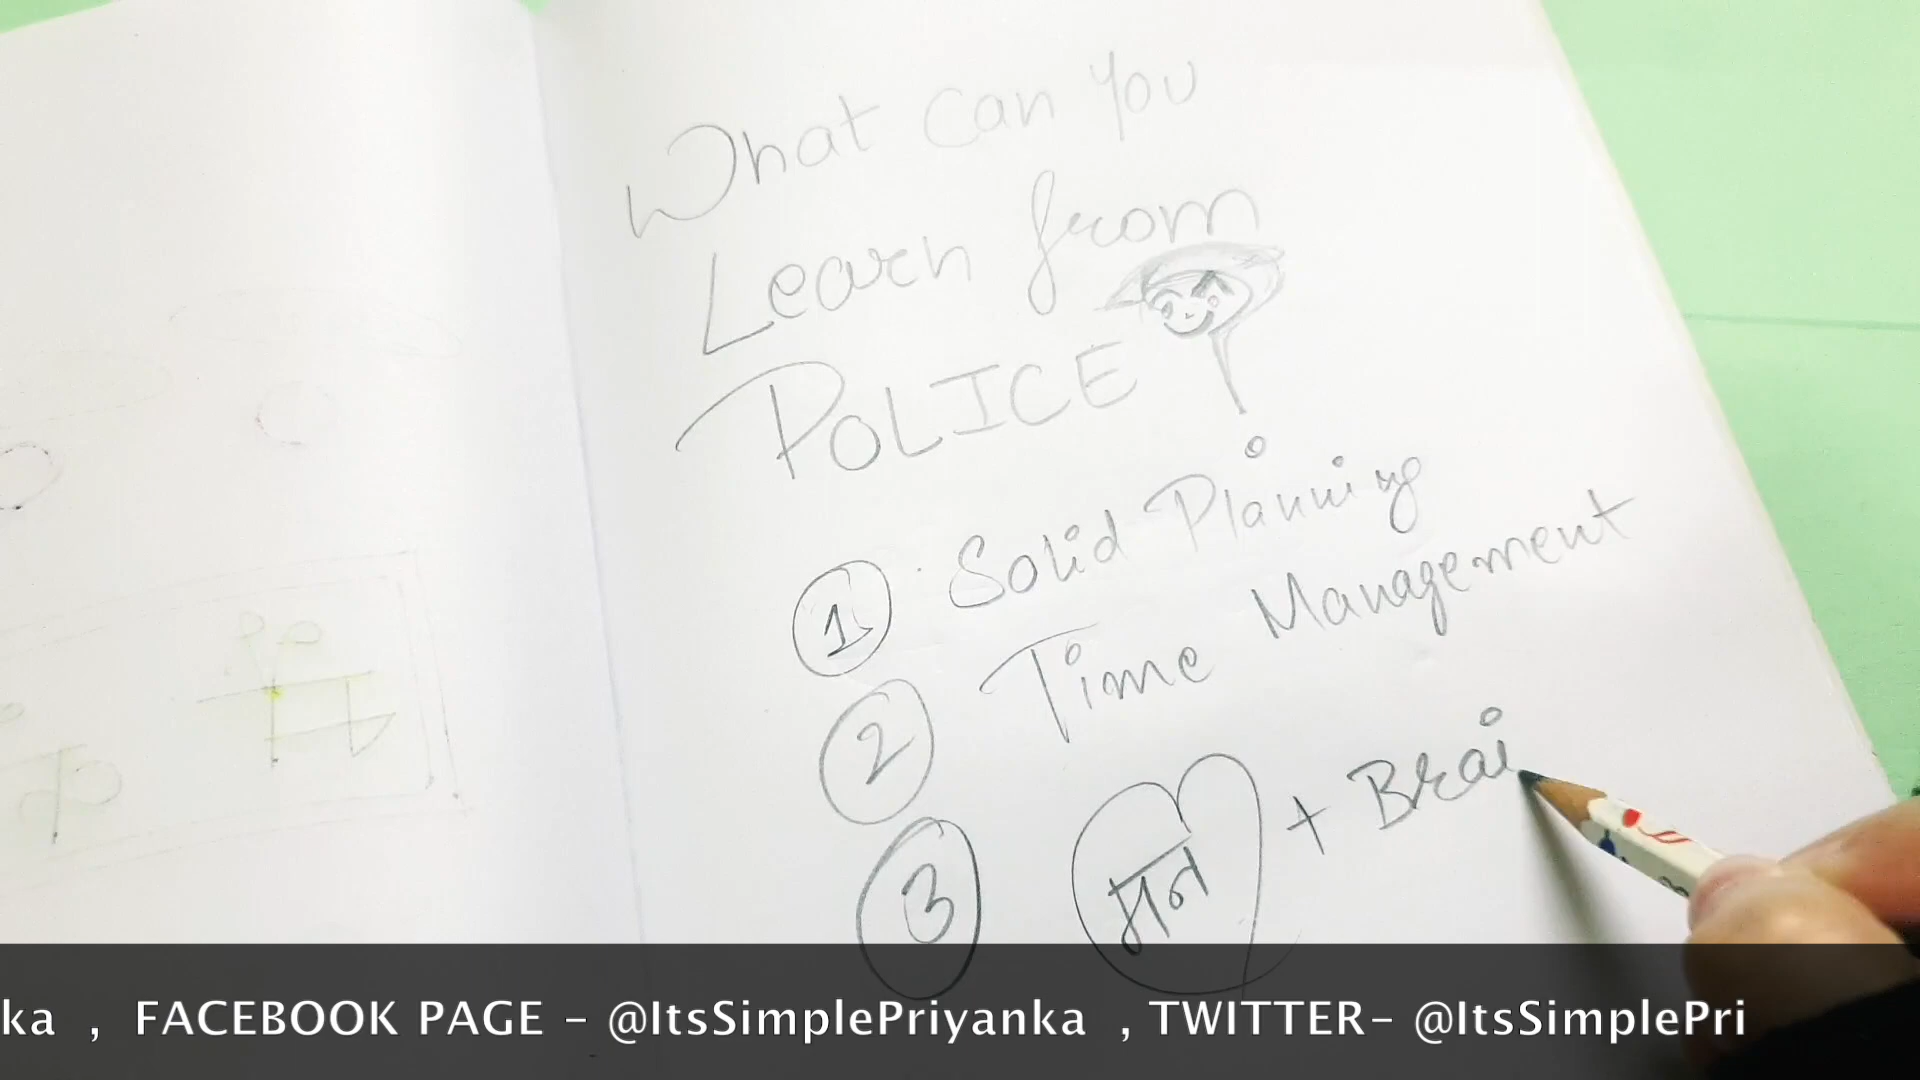 What can You
Learn from
POLICE?
1 Solid Planning
2 Time Management
3 मन + Brai
ka , FACEBOOK PAGE - @ItsSimplePriyanka , TWITTER- @ItsSimplePri